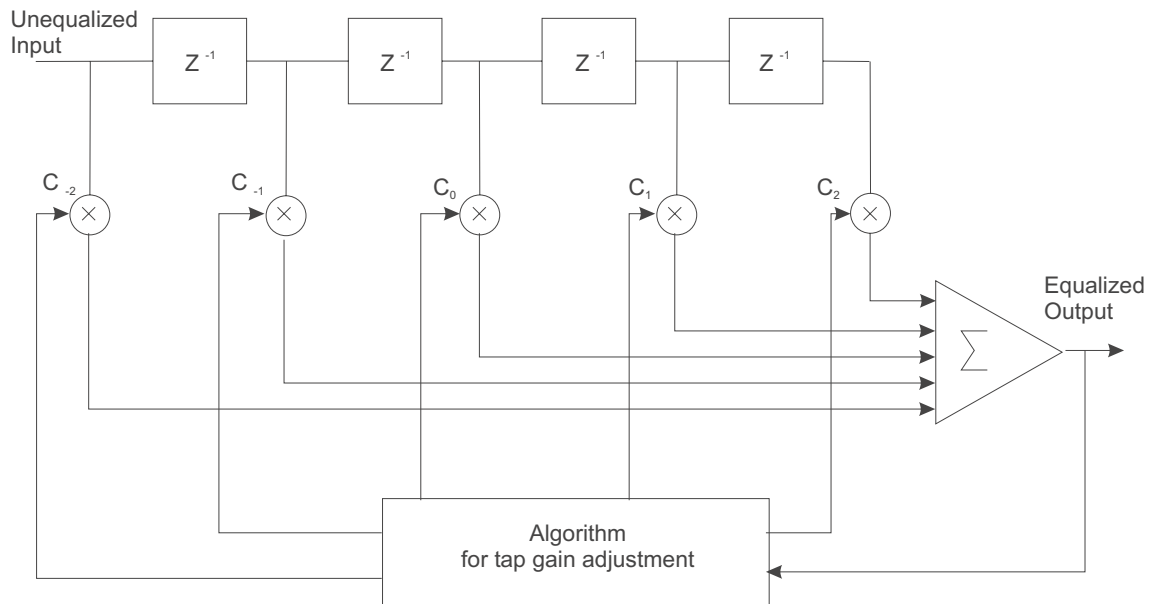 Unequalized
Input
Z⁻¹
Z⁻¹
Z⁻¹
Z⁻¹
C₋₂
C₋₁
C₀
C₁
C₂
×
×
×
×
×
Equalized
Output
∑
Algorithm
for tap gain adjustment